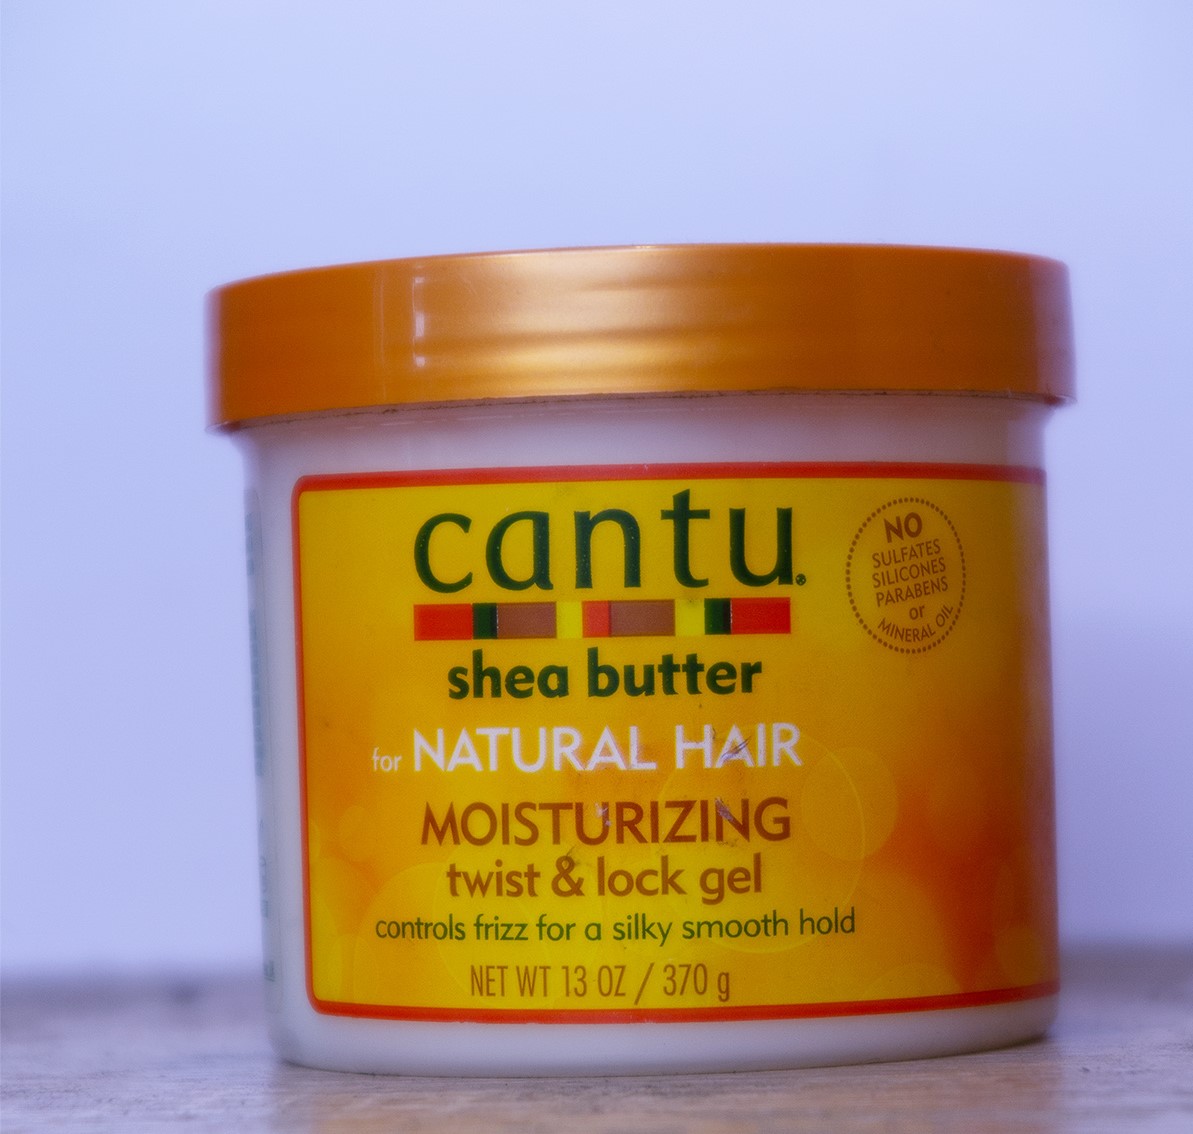 cantu®
shea butter
for NATURAL HAIR
MOISTURIZING
twist & lock gel
controls frizz for a silky smooth hold
NET WT 13 OZ / 370 g
NO
SULFATES
SILICONES
PARABENS
or
MINERAL OIL